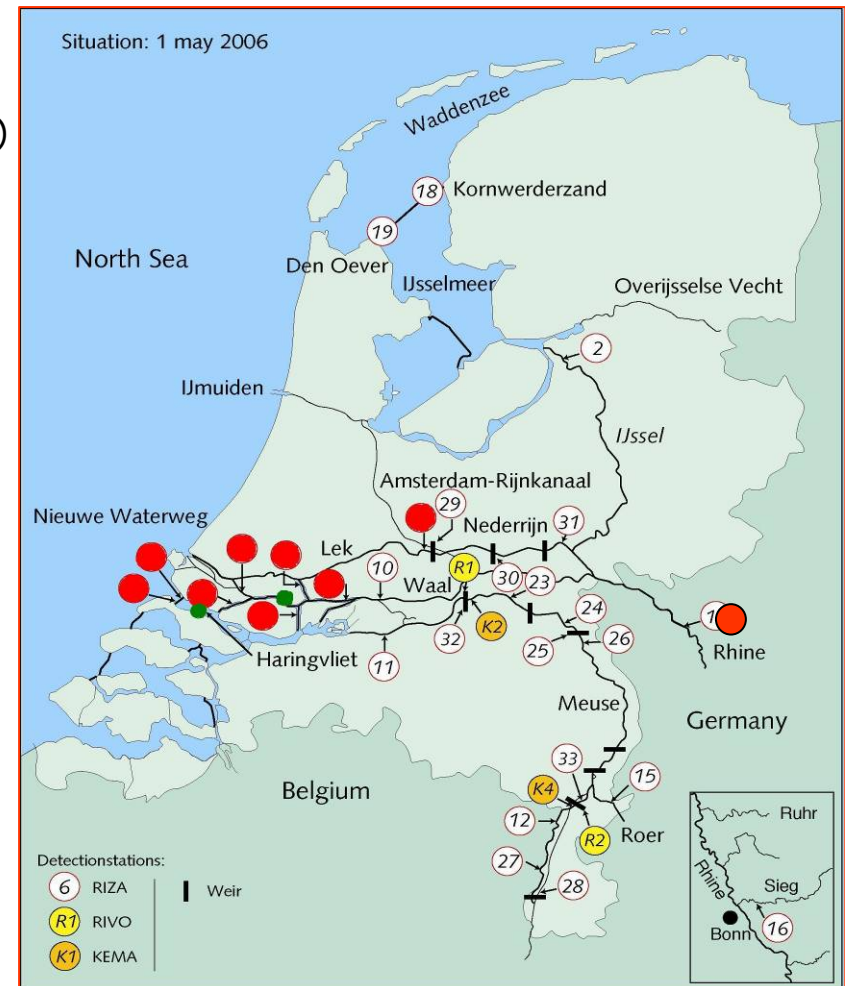 Situation: 1 may 2006
)
Waddenzee
18 Kornwerderzand
19
North Sea
Den Oever
IJsselmeer
Overijsselse Vecht
2
IJmuiden
IJssel
Amsterdam-Rijnkanaal
29
Nieuwe Waterweg
Nederrijn
31
Lek
10
Waal
R1
30
23
24
32
K2
25
26
11
Haringvliet
1
Rhine
Meuse
Germany
33
15
K4
Belgium
12
R2
Roer
27
28
Detectionstations:
6 RIZA
Weir
R1 RIVO
K1 KEMA
Ruhr
Rhine
Sieg
Bonn
16